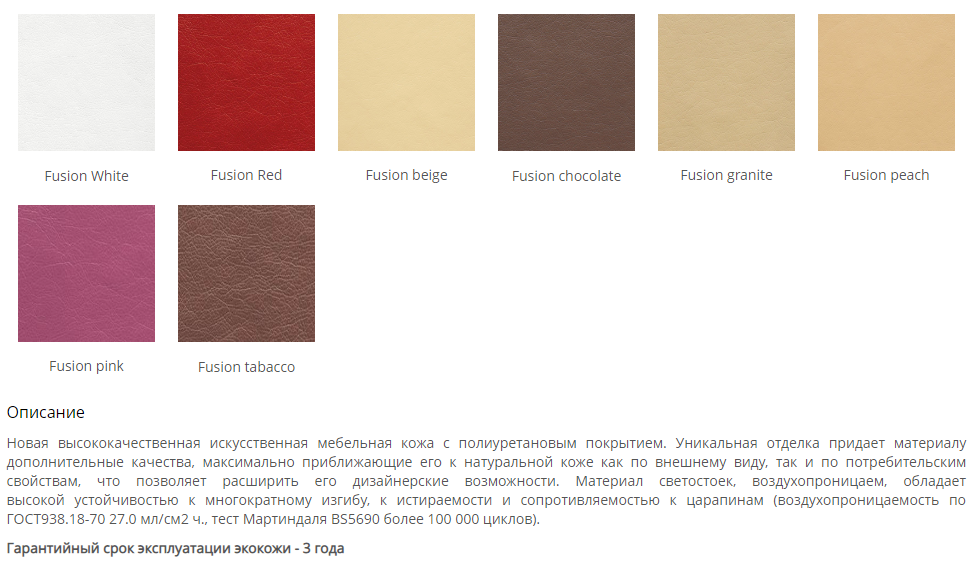 Fusion White
Fusion Red
Fusion beige
Fusion chocolate
Fusion granite
Fusion peach
Fusion pink
Fusion tabacco
Описание
Новая высококачественная искусственная мебельная кожа с полиуретановым покрытием. Уникальная отделка придает материалу
дополнительные качества, максимально приближающие его к натуральной коже как по внешнему виду, так и по потребительским
свойствам, что позволяет расширить его дизайнерские возможности. Материал светостоек, воздухопроницаем, обладает
высокой устойчивостью к многократному изгибу, к истираемости и сопротивляемостью к царапинам (воздухопроницаемость по
ГОСТ938.18-70 27.0 мл/см2 ч., тест Мартиндаля BS5690 более 100 000 циклов).
Гарантийный срок эксплуатации экокожи - 3 года